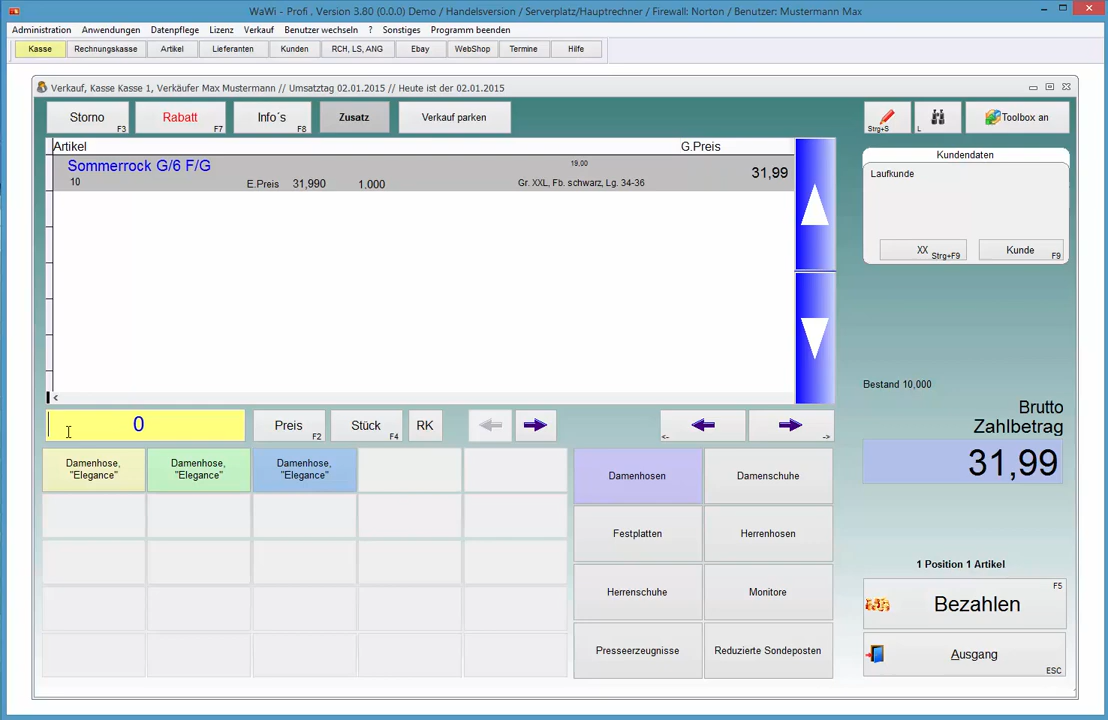 WaWi - Profi , Version 3.80 (0.0.0) Demo / Handelsversion / Serverplatz/Hauptrechner / Firewall: Norton / Benutzer: Mustermann Max
Administration Anwendungen Datenpflege Lizenz Verkauf Benutzer wechseln ? Sonstiges Programm beenden
Kasse Rechnungskasse Artikel Lieferanten Kunden RCH, LS, ANG Ebay WebShop Termine Hilfe
Verkauf, Kasse Kasse 1, Verkäufer Max Mustermann // Umsatztag 02.01.2015 // Heute ist der 02.01.2015
Storno F3 Rabatt F7 Info´s F8 Zusatz Verkauf parken Strg+S L Toolbox an
Artikel G.Preis
Sommerrock G/6 F/G 19,00 31,99
10 E.Preis 31,990 1,000 Gr. XXL, Fb. schwarz, Lg. 34-36
Kundendaten
Laufkunde
XX Strg+F9 Kunde F9
Bestand 10,000
Brutto
Zahlbetrag
31,99
<
0 Preis F2 Stück F4 RK <- ->
Damenhose,
"Elegance"
Damenhose,
"Elegance"
Damenhose,
"Elegance"
Damenhosen Damenschuhe
Festplatten Herrenhosen
Herrenschuhe Monitore
Presseerzeugnisse Reduzierte Sondeposten
1 Position 1 Artikel
Bezahlen F5
Ausgang ESC